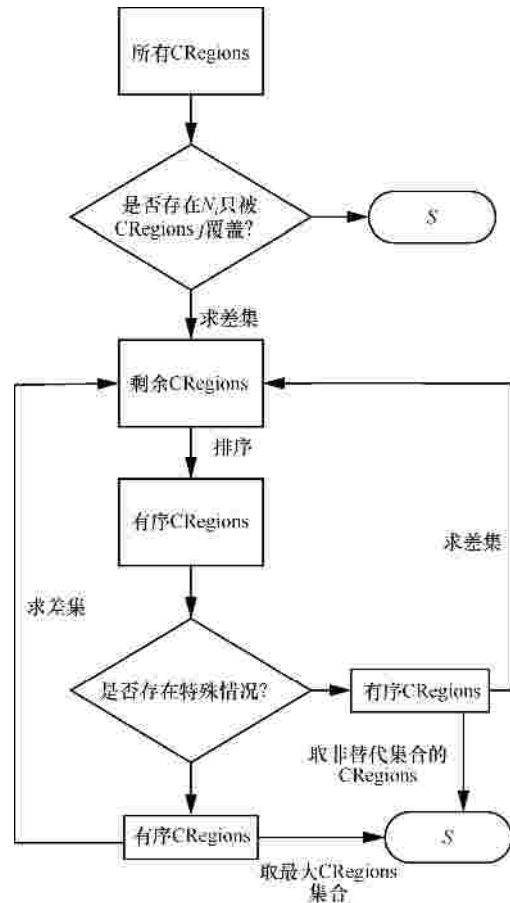 所有CRegions
是否存在Nᵢ只被
CRegions j覆盖?
S
求差集
剩余CRegions
排序
有序CRegions
求差集
求差集
是否存在特殊情况?
有序CRegions
取非替代集合的
CRegions
有序CRegions
S
取最大CRegions
集合